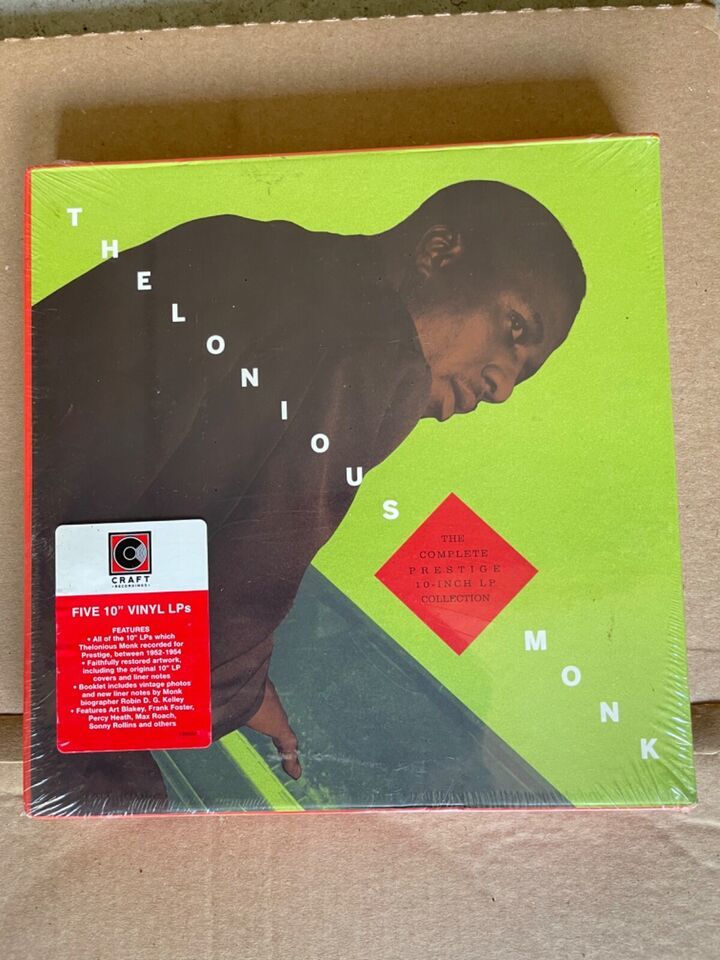 THELONIOUS
MONK
THE
COMPLETE
PRESTIGE
10-INCH LP
COLLECTION
CRAFT
RECORDINGS
FIVE 10" VINYL LPs
FEATURES
• All of the 10" LPs which
Thelonious Monk recorded for
Prestige, between 1952-1954
• Faithfully restored artwork,
including the original 10" LP
covers and liner notes
• Booklet includes vintage photos
and new liner notes by Monk
biographer Robin D. G. Kelley
• Features Art Blakey, Frank Foster,
Percy Heath, Max Roach,
Sonny Rollins and others